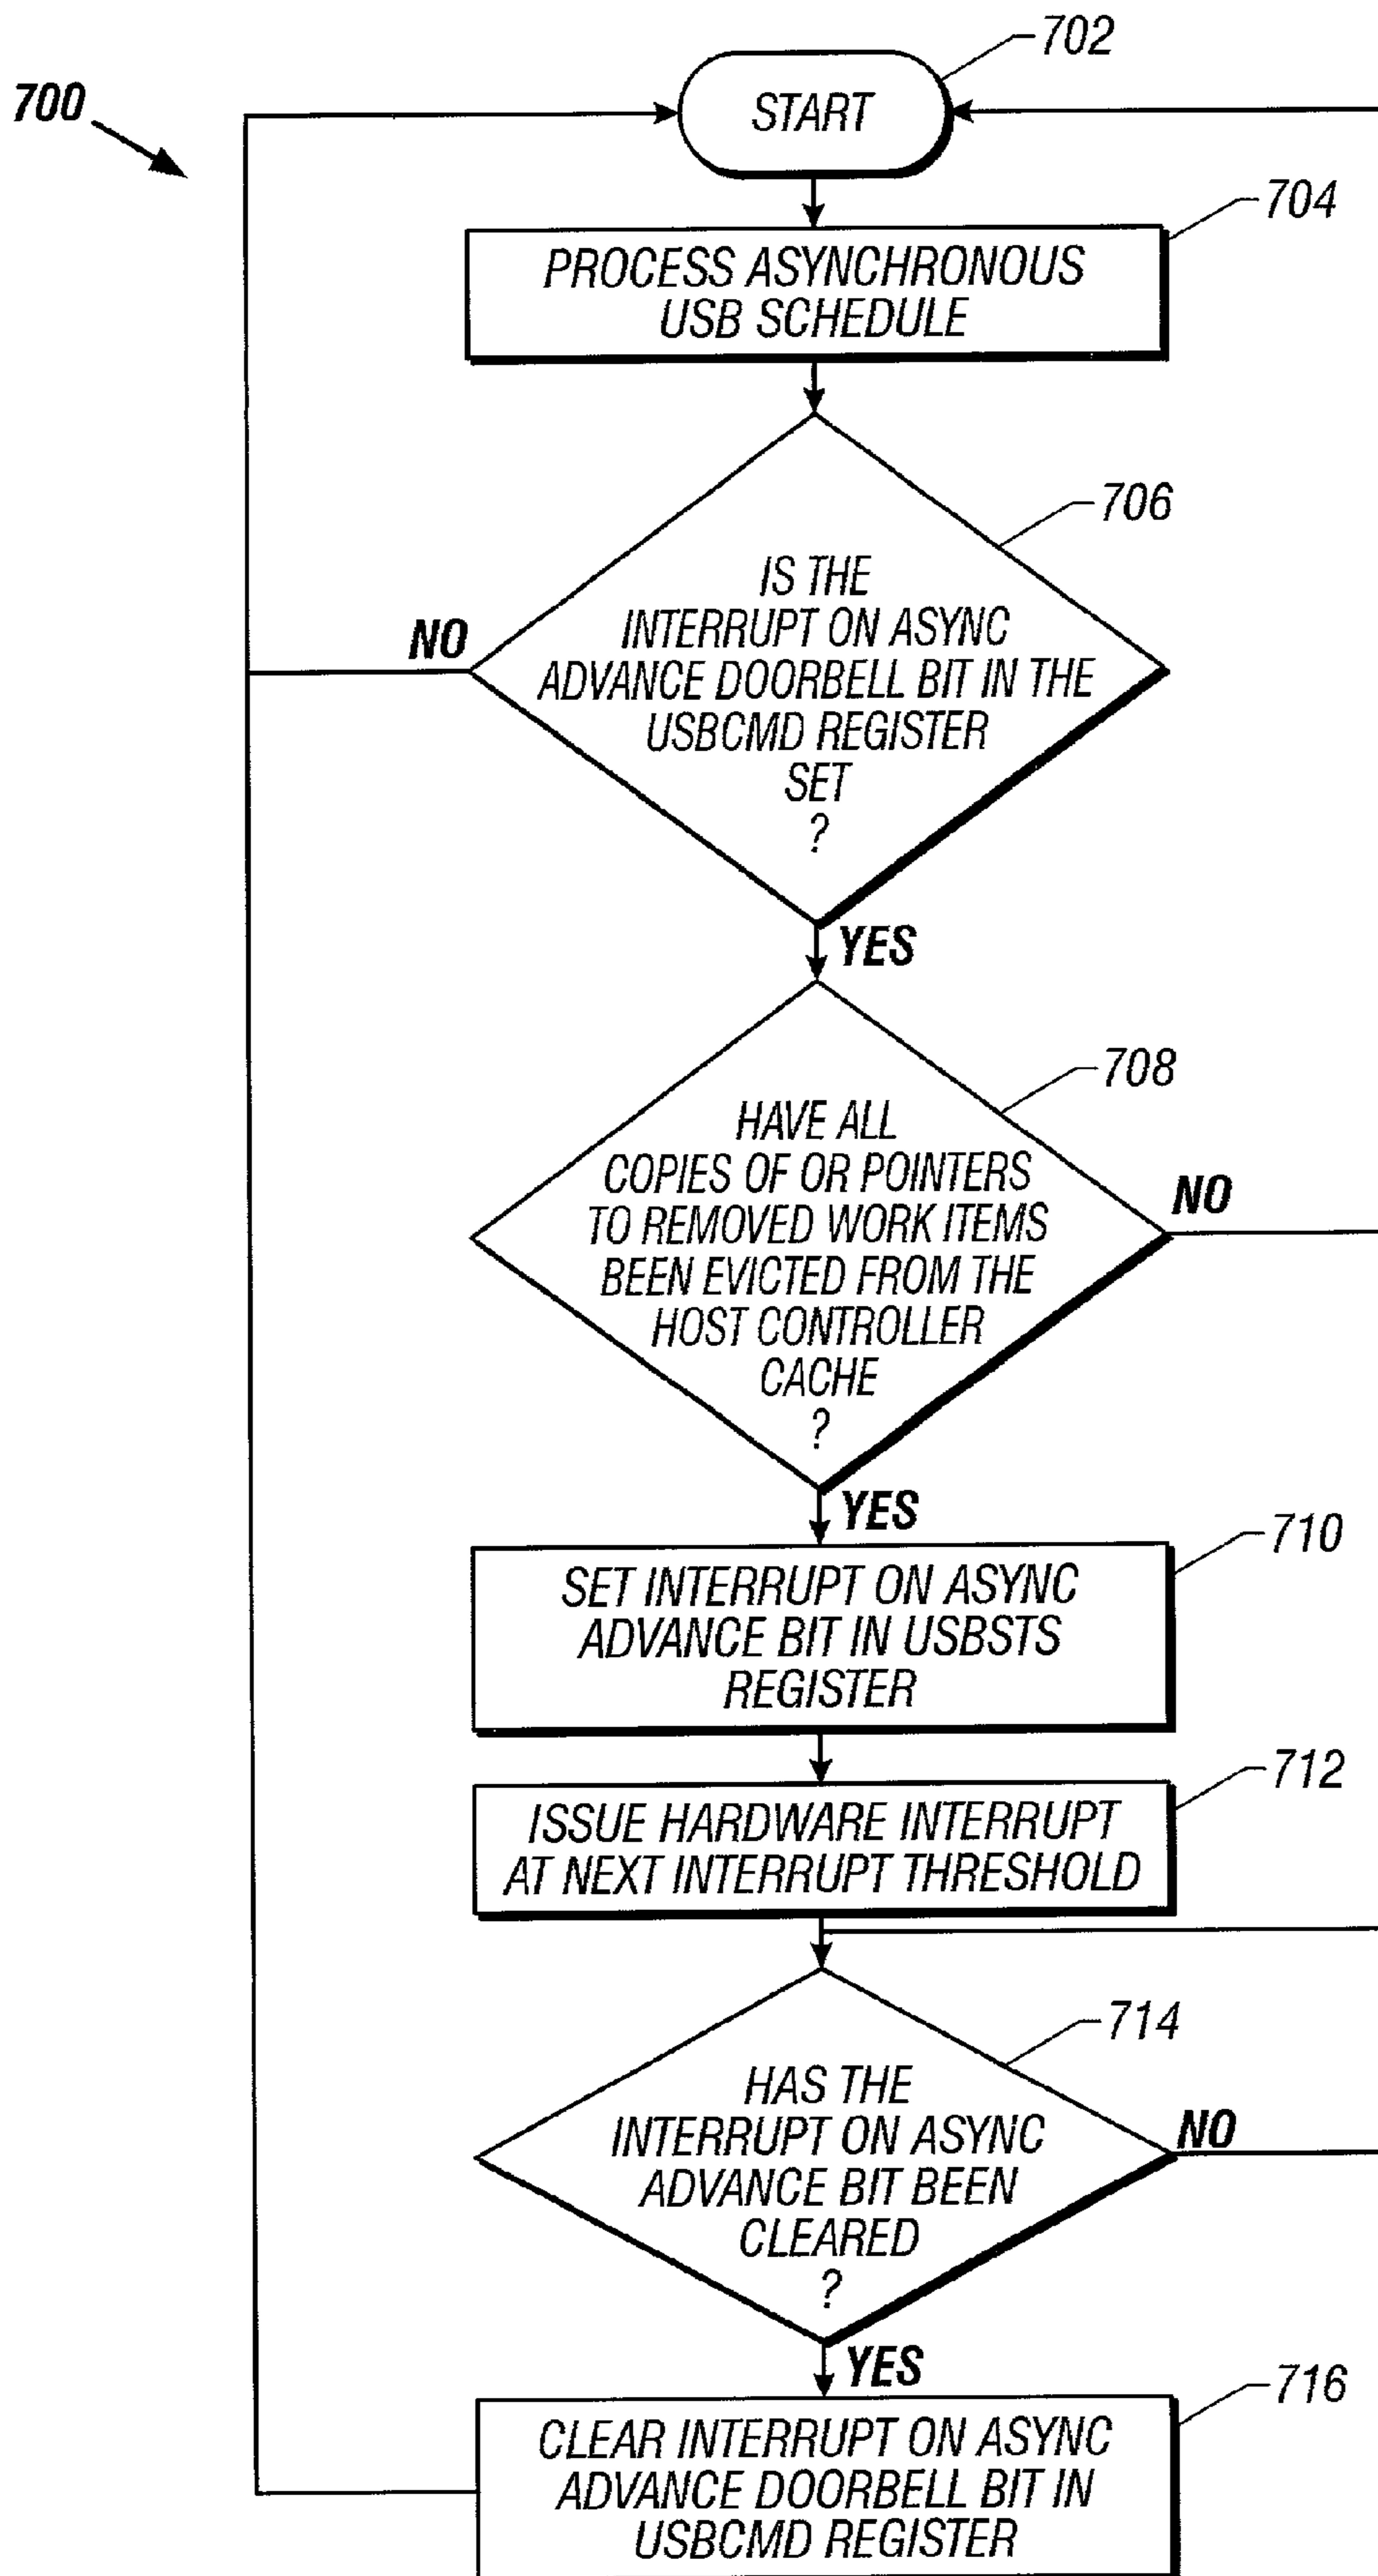 702
700
START
704
PROCESS ASYNCHRONOUS
USB SCHEDULE
706
IS THE
INTERRUPT ON ASYNC
ADVANCE DOORBELL BIT IN THE
USBCMD REGISTER
SET
?
NO
YES
708
HAVE ALL
COPIES OF OR POINTERS
TO REMOVED WORK ITEMS
BEEN EVICTED FROM THE
HOST CONTROLLER
CACHE
?
NO
YES
710
SET INTERRUPT ON ASYNC
ADVANCE BIT IN USBSTS
REGISTER
712
ISSUE HARDWARE INTERRUPT
AT NEXT INTERRUPT THRESHOLD
714
HAS THE
INTERRUPT ON ASYNC
ADVANCE BIT BEEN
CLEARED
?
NO
YES
716
CLEAR INTERRUPT ON ASYNC
ADVANCE DOORBELL BIT IN
USBCMD REGISTER